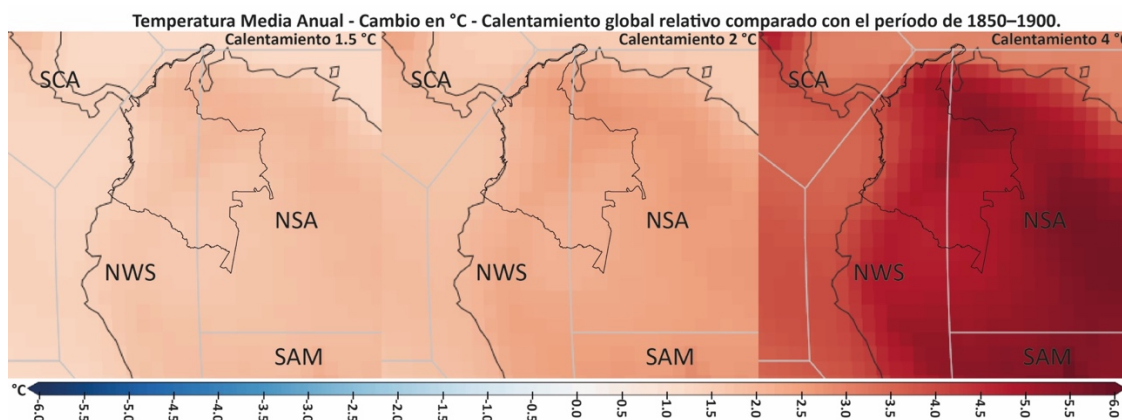 Temperatura Media Anual - Cambio en °C - Calentamiento global relativo comparado con el período de 1850–1900.
Calentamiento 1.5 °C
SCA
NSA
NWS
SAM
Calentamiento 2 °C
SCA
NSA
NWS
SAM
Calentamiento 4 °C
SCA
NSA
NWS
SAM
°C
-6.0 -5.5 -5.0 -4.5 -4.0 -3.5 -3.0 -2.5 -2.0 -1.5 -1.0 -0.5 0.0 0.5 1.0 1.5 2.0 2.5 3.0 3.5 4.0 4.5 5.0 5.5 6.0